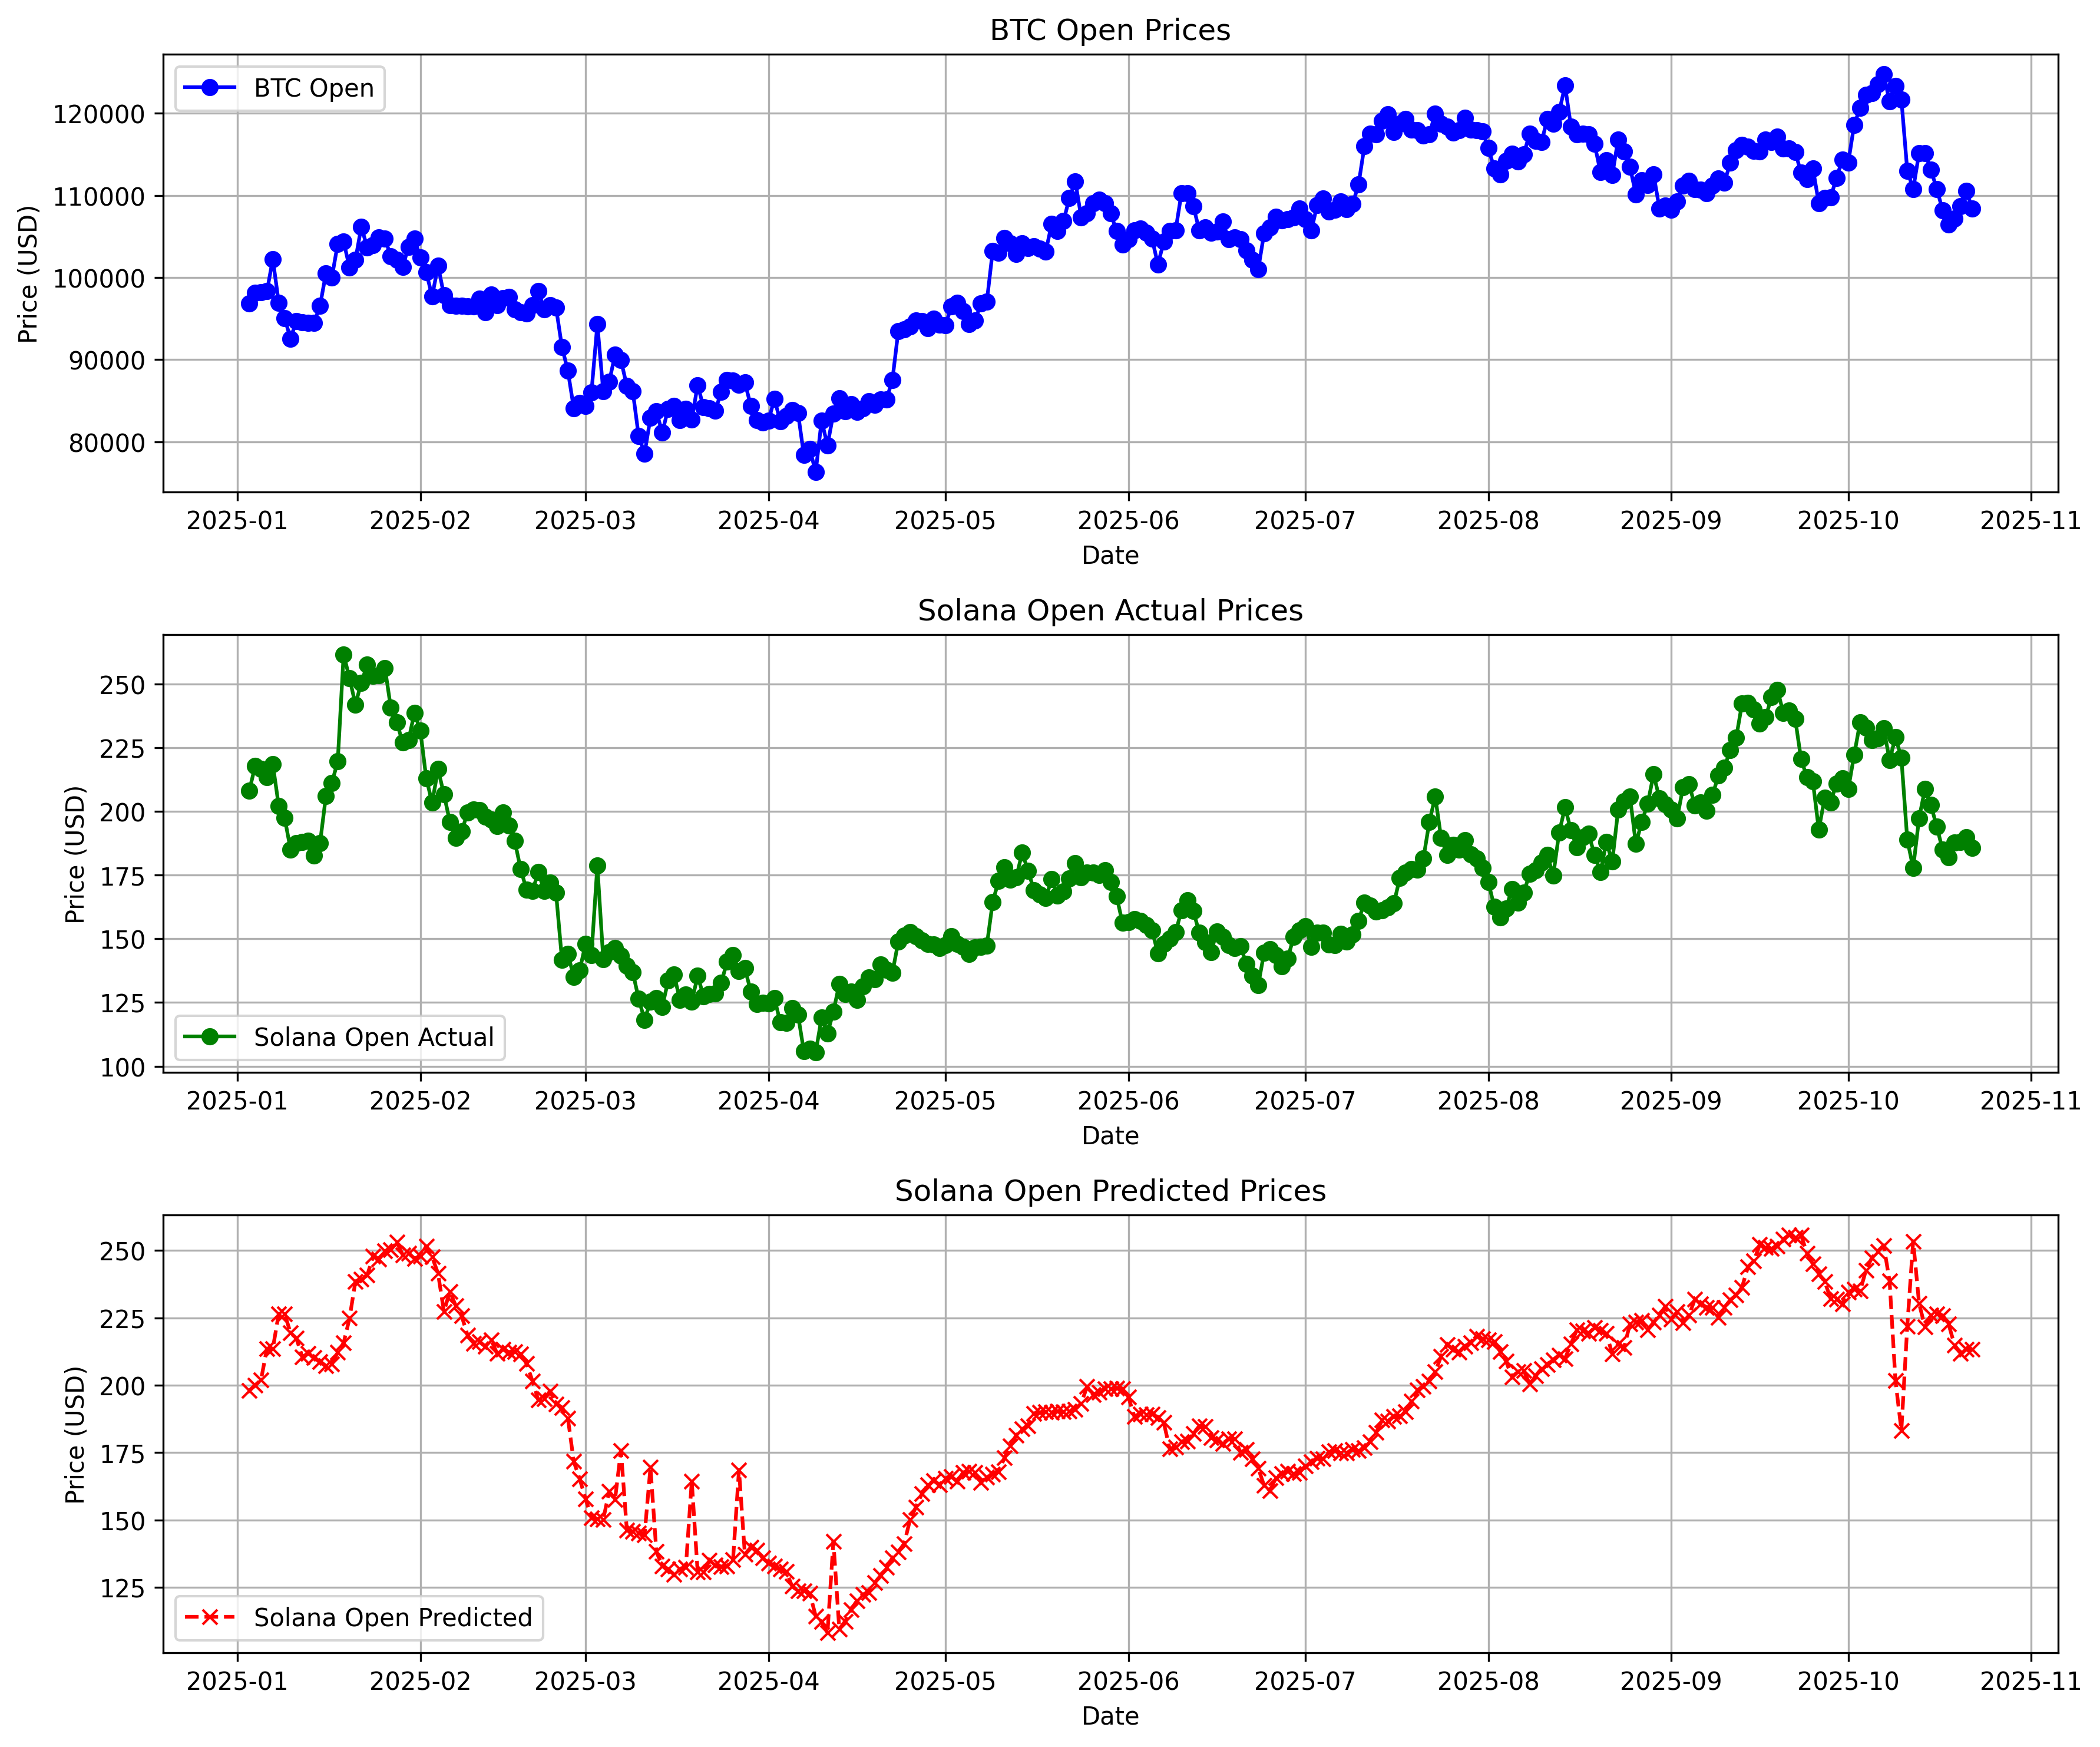 BTC Open Prices
BTC Open
120000
110000
100000
90000
80000
Price (USD)
2025-01 2025-02 2025-03 2025-04 2025-05 2025-06 2025-07 2025-08 2025-09 2025-10 2025-11
Date
Solana Open Actual Prices
250
225
200
175
150
125
100
Price (USD)
Solana Open Actual
2025-01 2025-02 2025-03 2025-04 2025-05 2025-06 2025-07 2025-08 2025-09 2025-10 2025-11
Date
Solana Open Predicted Prices
250
225
200
175
150
125
Price (USD)
Solana Open Predicted
2025-01 2025-02 2025-03 2025-04 2025-05 2025-06 2025-07 2025-08 2025-09 2025-10 2025-11
Date